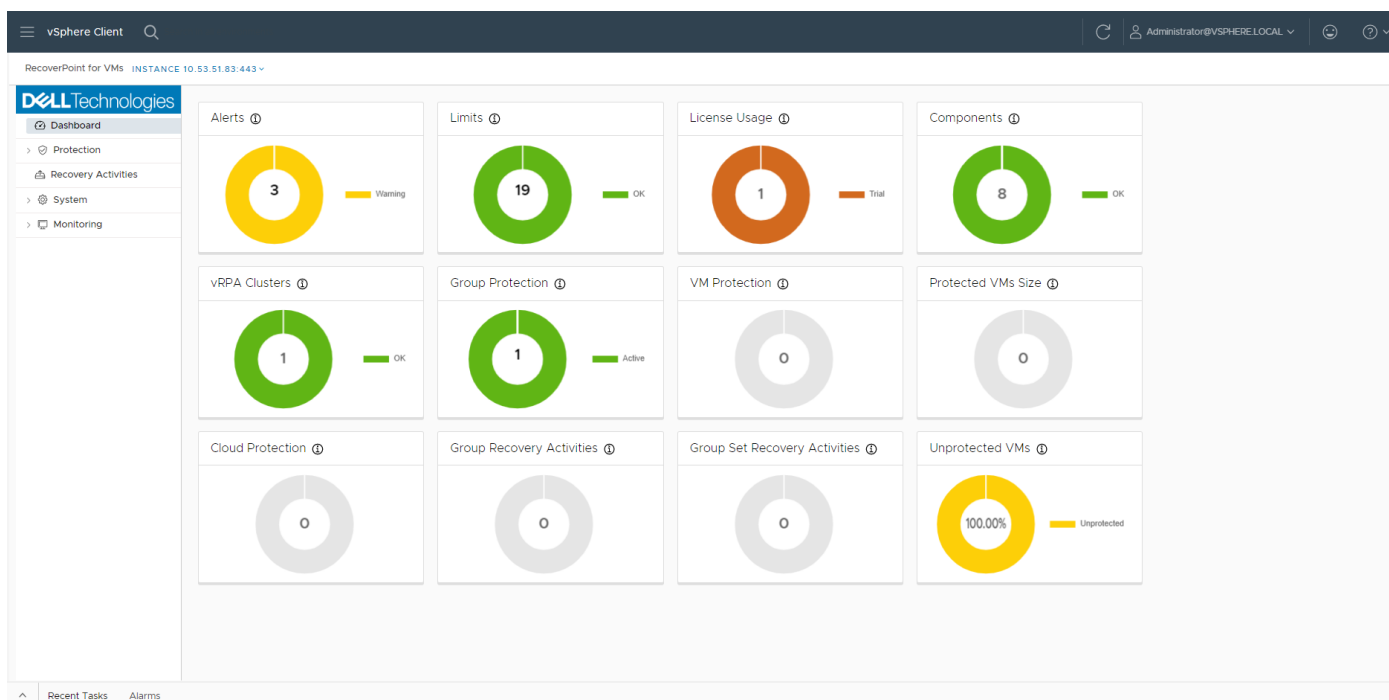 vSphere Client
Administrator@VSPHERE.LOCAL
RecoverPoint for VMs INSTANCE 10.53.51.83:443
DELLTechnologies
Dashboard
Protection
Recovery Activities
System
Monitoring
Alerts
3
Warning
Limits
19
OK
License Usage
1
Trial
Components
8
OK
vRPA Clusters
1
OK
Group Protection
1
Active
VM Protection
0
Protected VMs Size
0
Cloud Protection
0
Group Recovery Activities
0
Group Set Recovery Activities
0
Unprotected VMs
100.00%
Unprotected
Recent Tasks Alarms